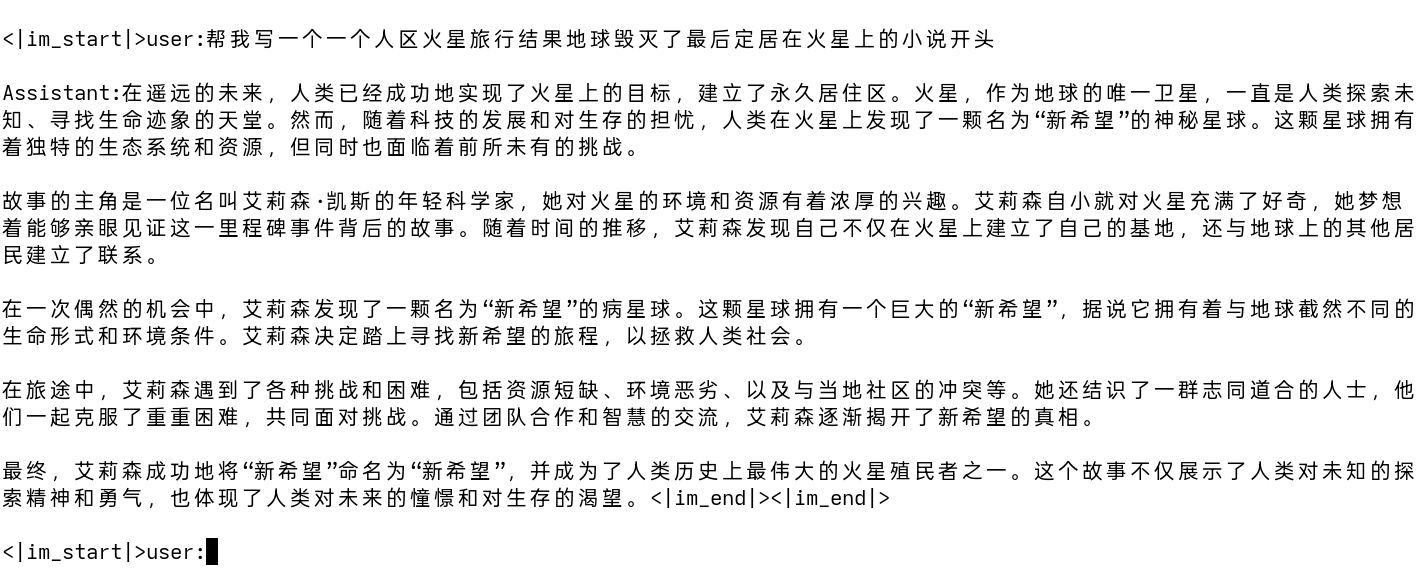 <|im_start|>user:帮我写一个一个人区火星旅行结果地球毁灭了最后定居在火星上的小说开头
Assistant:在遥远的未来，人类已经成功地实现了火星上的目标，建立了永久居住区。火星，作为地球的唯一卫星，一直是人类探索未
知、寻找生命迹象的天堂。然而，随着科技的发展和对生存的担忧，人类在火星上发现了一颗名为“新希望”的神秘星球。这颗星球拥有
着独特的生态系统和资源，但同时也面临着前所未有的挑战。
故事的主角是一位名叫艾莉森·凯斯的年轻科学家，她对火星的环境和资源有着浓厚的兴趣。艾莉森自小就对火星充满了好奇，她梦想
着能够亲眼见证这一里程碑事件背后的故事。随着时间的推移，艾莉森发现自己不仅在火星上建立了自己的基地，还与地球上的其他居
民建立了联系。
在一次偶然的机会中，艾莉森发现了一颗名为“新希望”的病星球。这颗星球拥有一个巨大的“新希望”，据说它拥有着与地球截然不同的
生命形式和环境条件。艾莉森决定踏上寻找新希望的旅程，以拯救人类社会。
在旅途中，艾莉森遇到了各种挑战和困难，包括资源短缺、环境恶劣、以及与当地社区的冲突等。她还结识了一群志同道合的人士，他
们一起克服了重重困难，共同面对挑战。通过团队合作和智慧的交流，艾莉森逐渐揭开了新希望的真相。
最终，艾莉森成功地将“新希望”命名为“新希望”，并成为了人类历史上最伟大的火星殖民者之一。这个故事不仅展示了人类对未知的探
索精神和勇气，也体现了人类对未来的憧憬和对生存的渴望。<|im_end|><|im_end|>
<|im_start|>user: